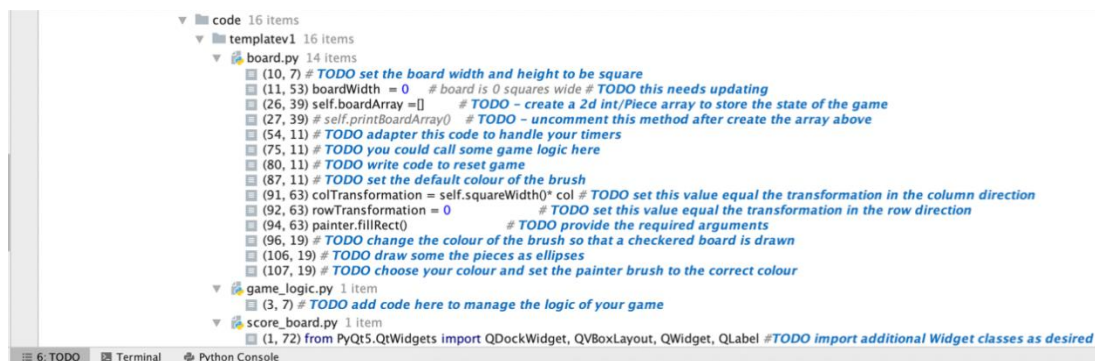 code 16 items
templatev1 16 items
board.py 14 items
(10, 7) # TODO set the board width and height to be square
(11, 53) boardWidth = 0 # board is 0 squares wide # TODO this needs updating
(26, 39) self.boardArray =[] # TODO – create a 2d int/Piece array to store the state of the game
(27, 39) # self.printBoardArray() # TODO – uncomment this method after create the array above
(54, 11) # TODO adapter this code to handle your timers
(75, 11) # TODO you could call some game logic here
(80, 11) # TODO write code to reset game
(87, 11) # TODO set the default colour of the brush
(91, 63) colTransformation = self.squareWidth()* col # TODO set this value equal the transformation in the column direction
(92, 63) rowTransformation = 0 # TODO set this value equal the transformation in the row direction
(94, 63) painter.fillRect() # TODO provide the required arguments
(96, 19) # TODO change the colour of the brush so that a checkered board is drawn
(106, 19) # TODO draw some the pieces as ellipses
(107, 19) # TODO choose your colour and set the painter brush to the correct colour
game_logic.py 1 item
(3, 7) # TODO add code here to manage the logic of your game
score_board.py 1 item
(1, 72) from PyQt5.QtWidgets import QDockWidget, QVBoxLayout, QWidget, QLabel #TODO import additional Widget classes as desired
6: TODO Terminal Python Console